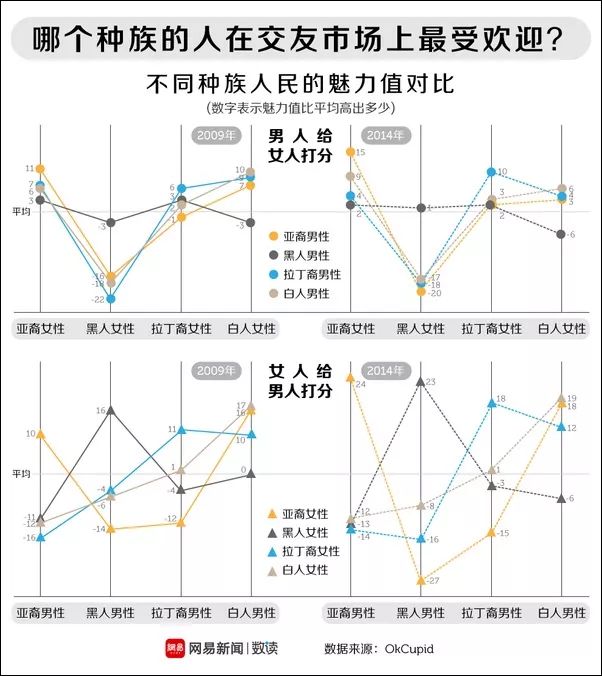 哪个种族的人在交友市场上最受欢迎?
不同种族人民的魅力值对比
(数字表示魅力值比平均高出多少)
2009年
男人给
女人打分
2014年
11
7
6
3
平均
-3
-16
-18
-22
6
3
-1
10
9
7
-3
15
9
4
2
1
-17
-18
-20
10
3
2
6
3
-6
亚裔男性
黑人男性
拉丁裔男性
白人男性
亚裔女性 黑人女性 拉丁裔女性 白人女性
亚裔女性 黑人女性 拉丁裔女性 白人女性
2009年
女人给
男人打分
2014年
10
平均
-11
-16
16
-4
-6
-14
11
1
-4
-12
17
16
10
0
24
-12
-13
-14
23
-8
-16
-27
18
1
-3
-15
19
18
12
-6
亚裔女性
黑人女性
拉丁裔女性
白人女性
亚裔男性 黑人男性 拉丁裔男性 白人男性
亚裔男性 黑人男性 拉丁裔男性 白人男性
网易 网易新闻 | 数读 数据来源：OkCupid